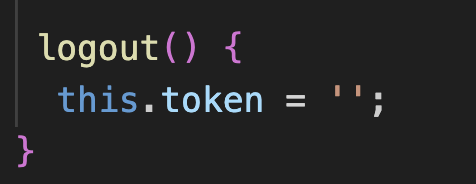 logout() {
this.token = '';
}